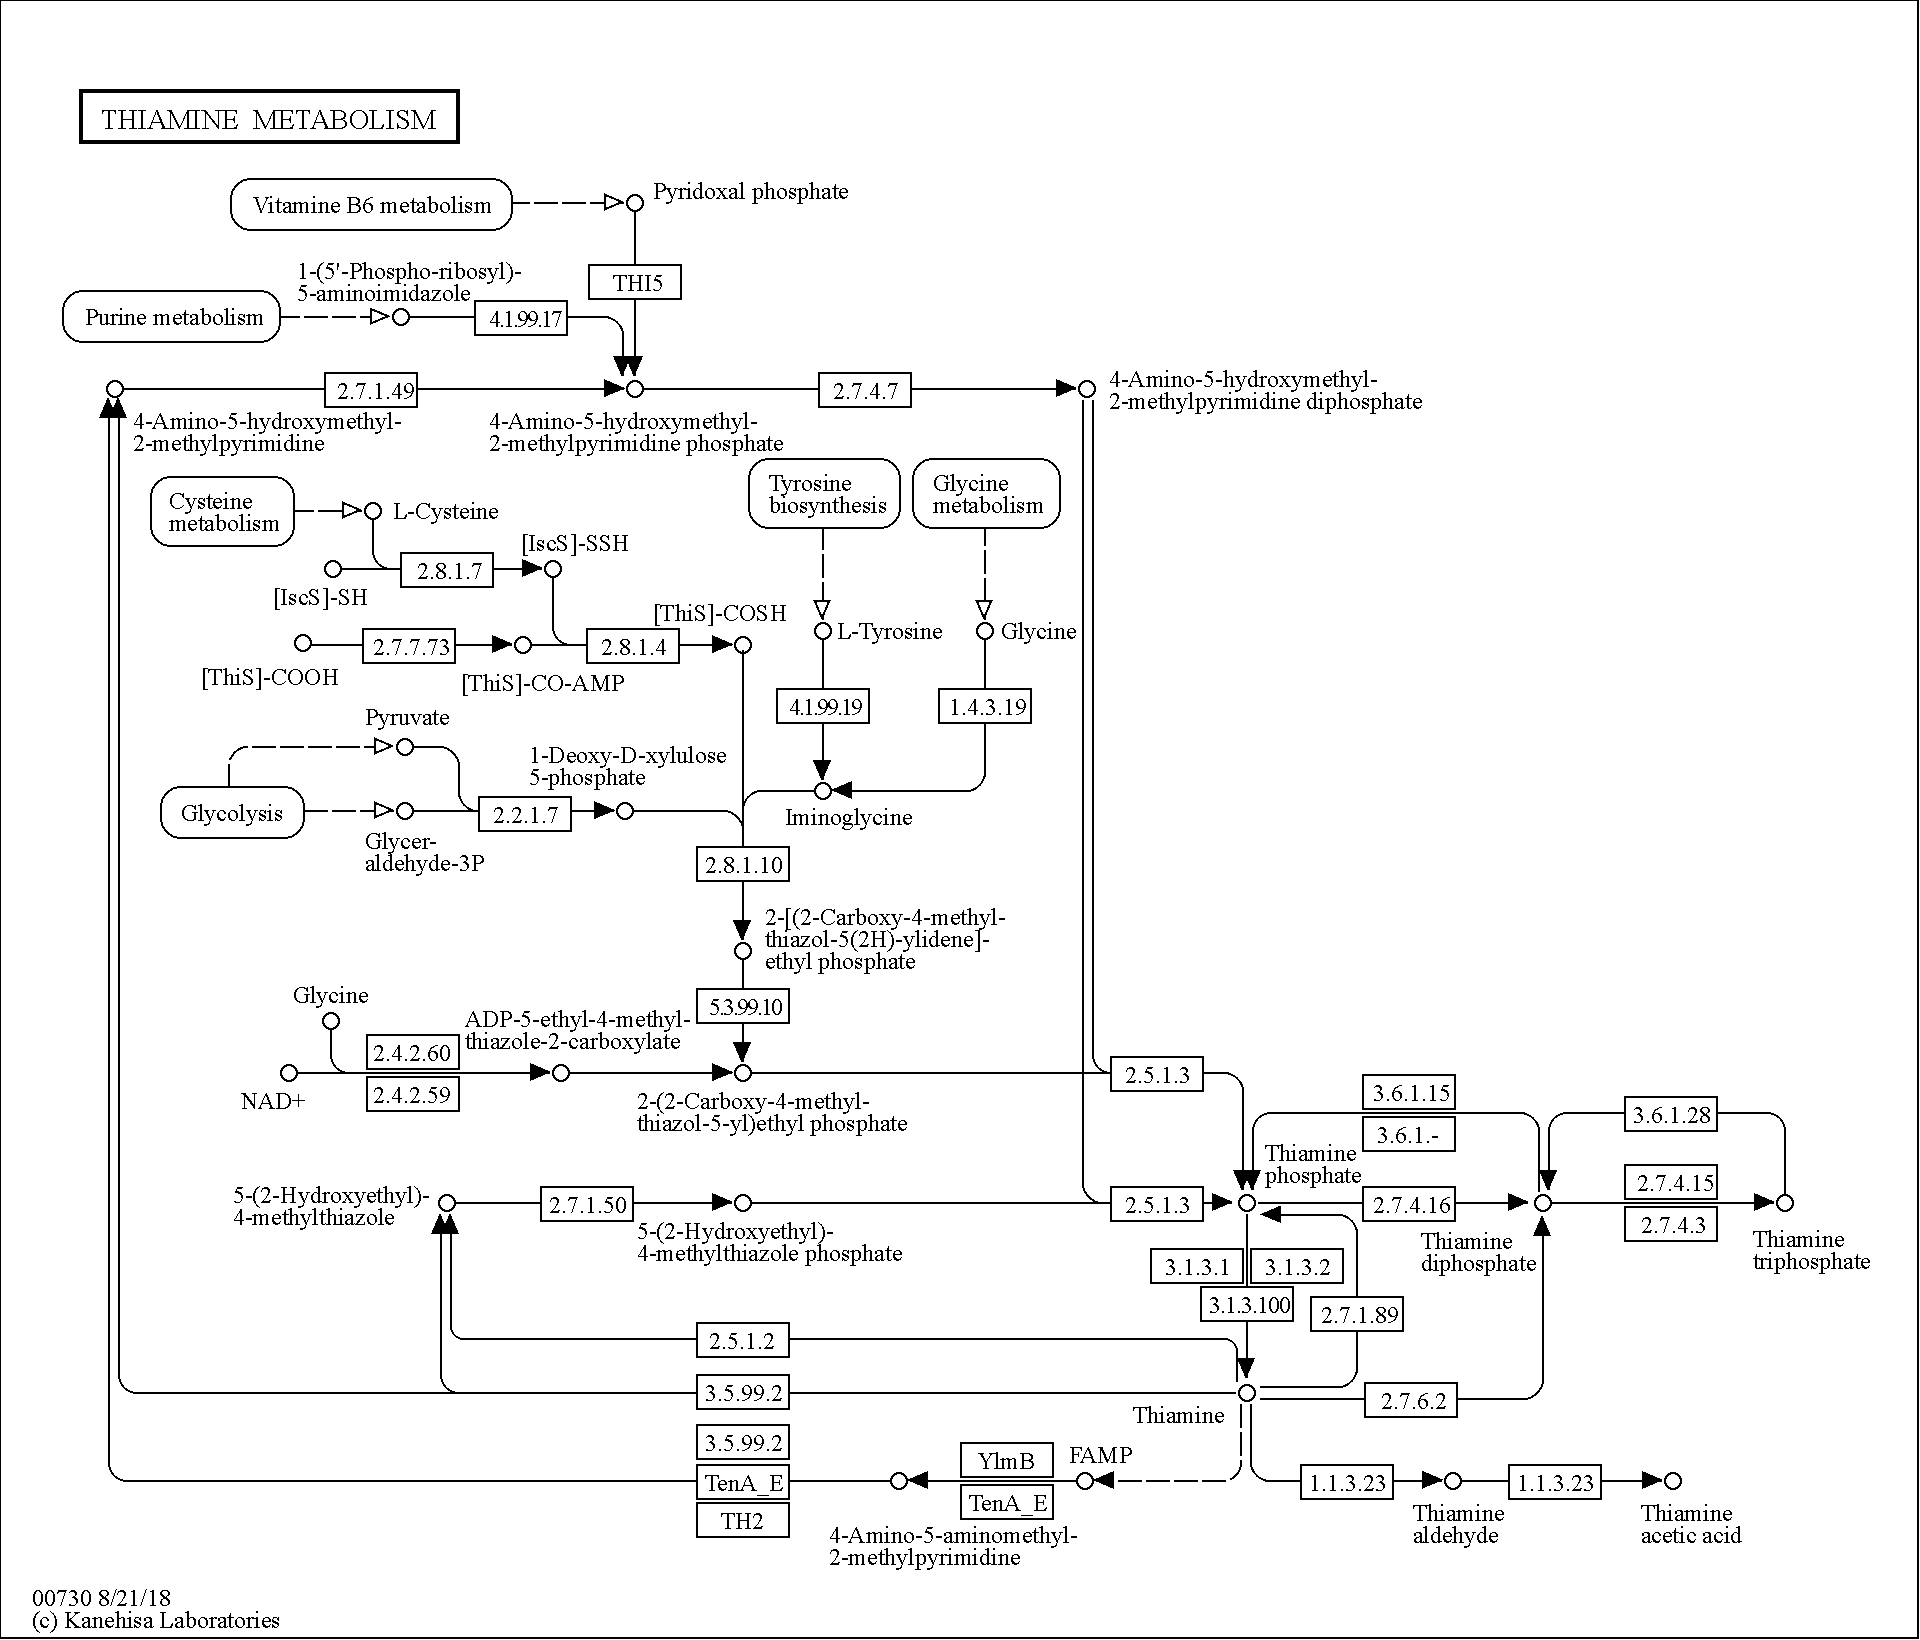 THIAMINE METABOLISM
Vitamine B6 metabolism
Pyridoxal phosphate
1-(5'-Phospho-ribosyl)-
5-aminoimidazole
THI5
Purine metabolism
4.1.99.17
2.7.1.49
2.7.4.7
4-Amino-5-hydroxymethyl-
2-methylpyrimidine diphosphate
4-Amino-5-hydroxymethyl-
2-methylpyrimidine
4-Amino-5-hydroxymethyl-
2-methylpyrimidine phosphate
Cysteine
metabolism
L-Cysteine
Tyrosine
biosynthesis
Glycine
metabolism
[IscS]-SSH
2.8.1.7
[IscS]-SH
[ThiS]-COSH
L-Tyrosine
Glycine
2.7.7.73
2.8.1.4
[ThiS]-COOH
[ThiS]-CO-AMP
4.1.99.19
1.4.3.19
Pyruvate
1-Deoxy-D-xylulose
5-phosphate
Glycolysis
2.2.1.7
Iminoglycine
Glycer-
aldehyde-3P
2.8.1.10
2-[(2-Carboxy-4-methyl-
thiazol-5(2H)-ylidene]-
ethyl phosphate
Glycine
5.3.99.10
ADP-5-ethyl-4-methyl-
thiazole-2-carboxylate
2.4.2.60
2.4.2.59
NAD+
2-(2-Carboxy-4-methyl-
thiazol-5-yl)ethyl phosphate
2.5.1.3
3.6.1.15
3.6.1.-
3.6.1.28
Thiamine
phosphate
5-(2-Hydroxyethyl)-
4-methylthiazole
2.7.1.50
5-(2-Hydroxyethyl)-
4-methylthiazole phosphate
2.5.1.3
2.7.4.16
2.7.4.15
2.7.4.3
Thiamine
diphosphate
Thiamine
triphosphate
3.1.3.1
3.1.3.2
3.1.3.100
2.7.1.89
2.5.1.2
3.5.99.2
2.7.6.2
Thiamine
3.5.99.2
TenA_E
TH2
YlmB
TenA_E
FAMP
1.1.3.23
1.1.3.23
4-Amino-5-aminomethyl-
2-methylpyrimidine
Thiamine
aldehyde
Thiamine
acetic acid
00730 8/21/18
(c) Kanehisa Laboratories